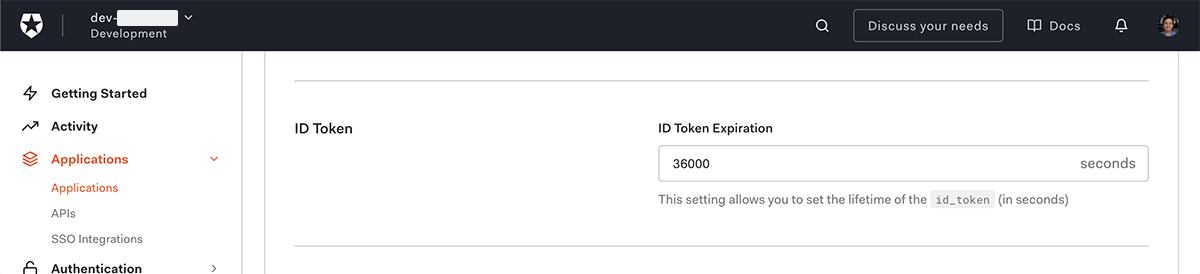 dev-
Development
Discuss your needs
Docs
Getting Started
Activity
Applications
Applications
APIs
SSO Integrations
Authentication
ID Token
ID Token Expiration
36000 seconds
This setting allows you to set the lifetime of the id_token (in seconds)